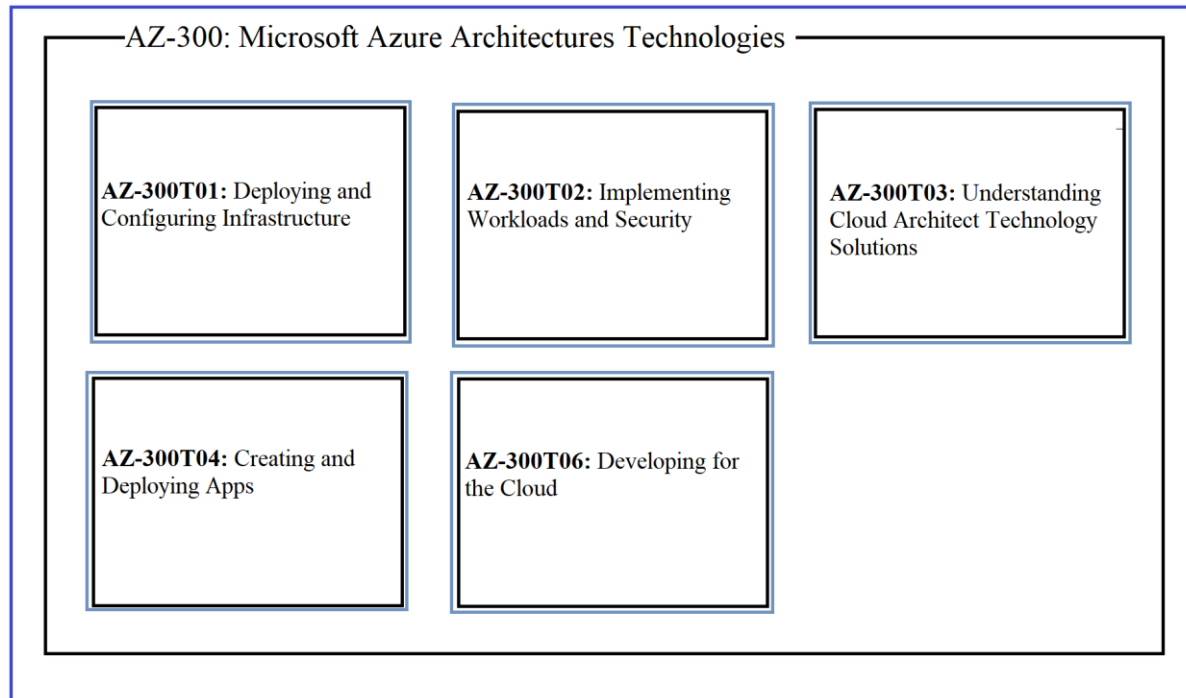 AZ-300: Microsoft Azure Architectures Technologies
AZ-300T01: Deploying and
Configuring Infrastructure
AZ-300T02: Implementing
Workloads and Security
AZ-300T03: Understanding
Cloud Architect Technology
Solutions
AZ-300T04: Creating and
Deploying Apps
AZ-300T06: Developing for
the Cloud